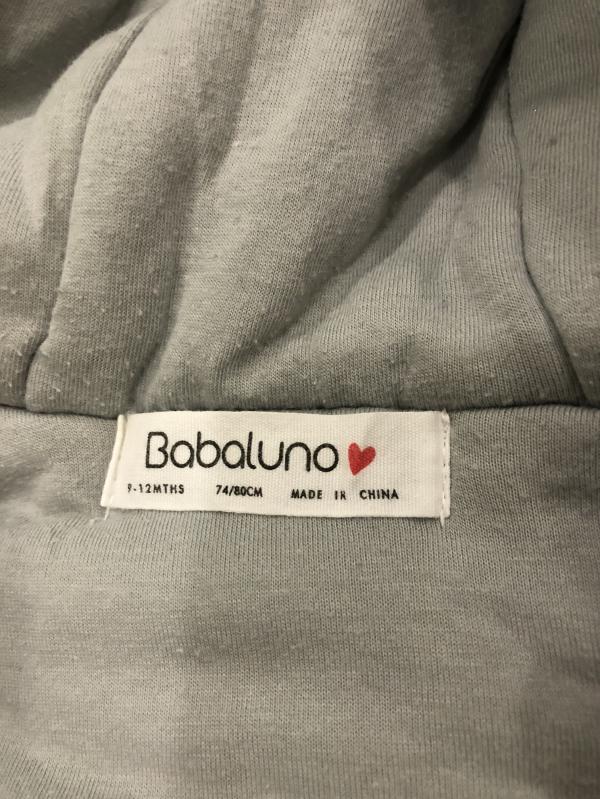 Babaluno
9-12MTHS 74/80CM MADE IN CHINA